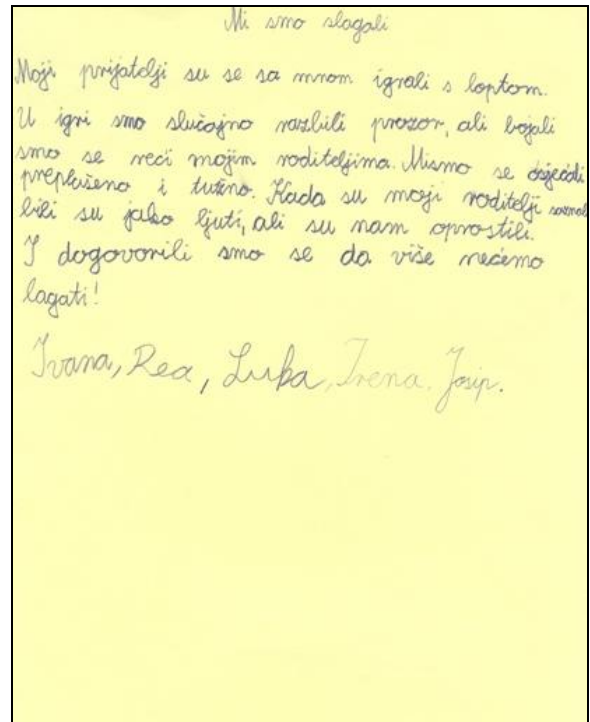 Mi smo slagali
Moji prijatelji su se sa mnom igrali s loptom.
U igri smo slučajno razbili prozor, ali bojali
smo se reći mojim roditeljima. Mismo se osjećali
preplašeno i tužno. Kada su moji roditelji saznali
bili su jako ljuti, ali su nam oprostili.
I dogovorili smo se da više nećemo
lagati!
Ivana, Rea, Luka, Irena. Josip.